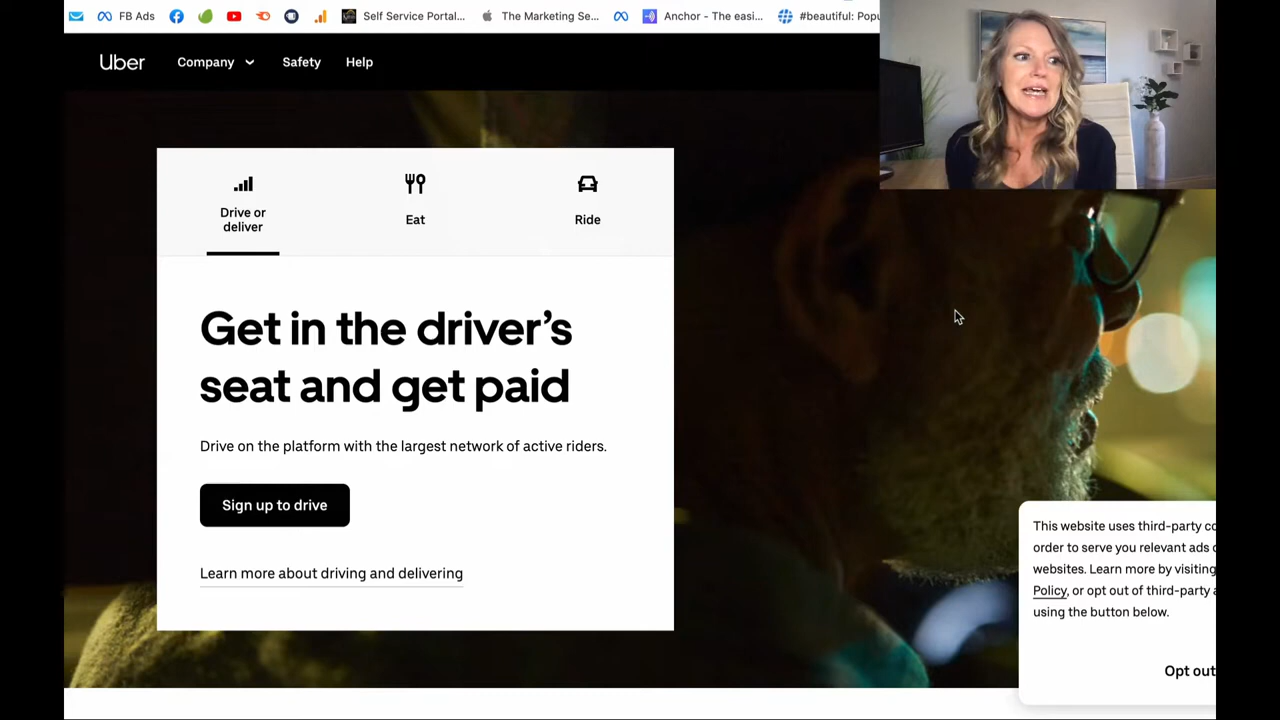 FB Ads Self Service Portal... The Marketing Se... Anchor - The easi... #beautiful: Popu
Uber Company Safety Help
Drive or
deliver
Eat
Ride
Get in the driver's
seat and get paid
Drive on the platform with the largest network of active riders.
Sign up to drive
Learn more about driving and delivering
This website uses third-party co
order to serve you relevant ads
websites. Learn more by visiting
Policy, or opt out of third-party a
using the button below.
Opt out